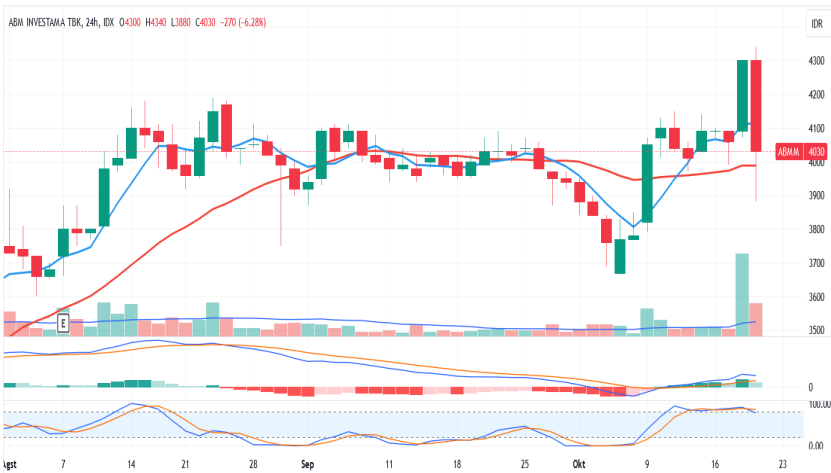 ABM INVESTAMA TBK, 24h, IDX O4300 H4340 L3880 C4030 −270 (−6.28%)
IDR
4300
4200
4100
ABMM 4030
4000
3900
3800
3700
3600
E
3500
0
100.00
0.00
Agst 7 14 21 28 Sep 11 18 25 Okt 9 16 23